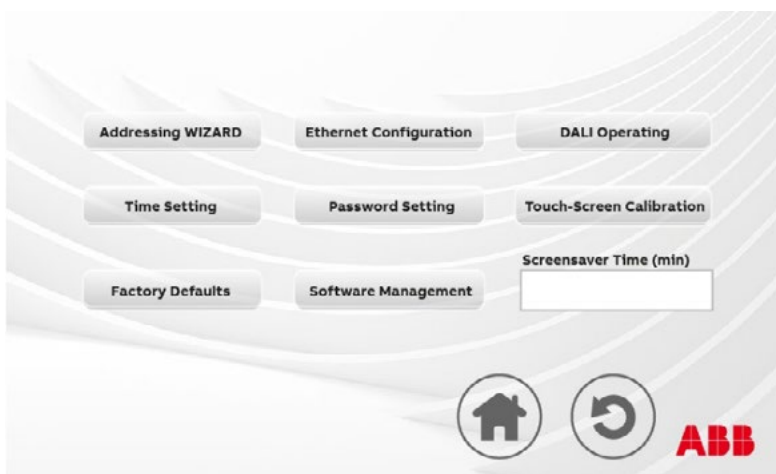 Addressing WIZARD
Ethernet Configuration
DALI Operating
Time Setting
Password Setting
Touch-Screen Calibration
Factory Defaults
Software Management
Screensaver Time (min)
ABB